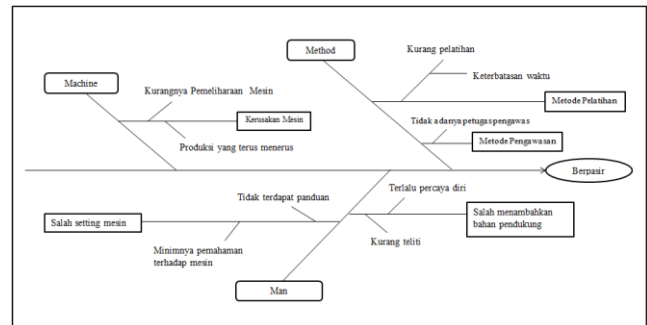 Method
Kurang pelatihan
Keterbatasan waktu
Metode Pelatihan
Tidak adanya petugas pengawas
Metode Pengawasan
Machine
Kurangnya Pemeliharaan Mesin
Kerusakan Mesin
Produksi yang terus menerus
Berpasir
Tidak terdapat panduan
Salah setting mesin
Minimnya pemahaman
terhadap mesin
Terlalu percaya diri
Salah menambahkan
bahan pendukung
Kurang teliti
Man